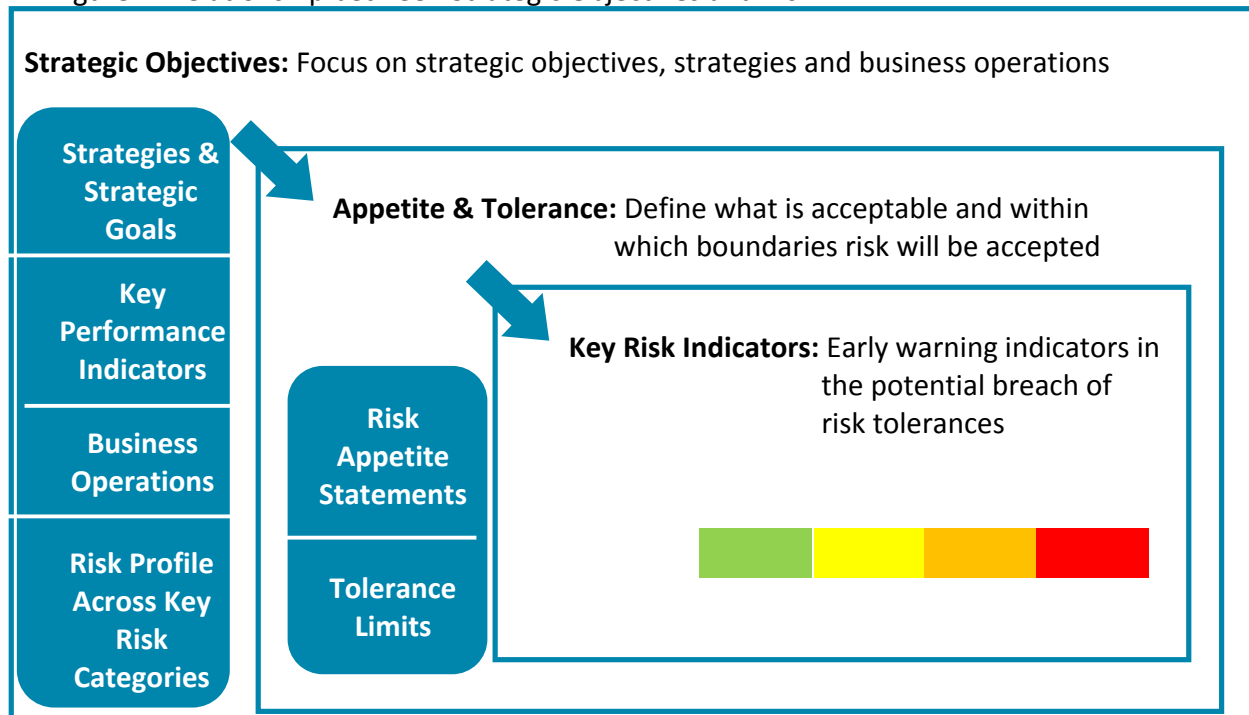 Strategic Objectives: Focus on strategic objectives, strategies and business operations
Strategies &
Strategic
Goals
Key
Performance
Indicators
Business
Operations
Risk Profile
Across Key
Risk
Categories
Appetite & Tolerance: Define what is acceptable and within
which boundaries risk will be accepted
Risk
Appetite
Statements
Tolerance
Limits
Key Risk Indicators: Early warning indicators in
the potential breach of
risk tolerances